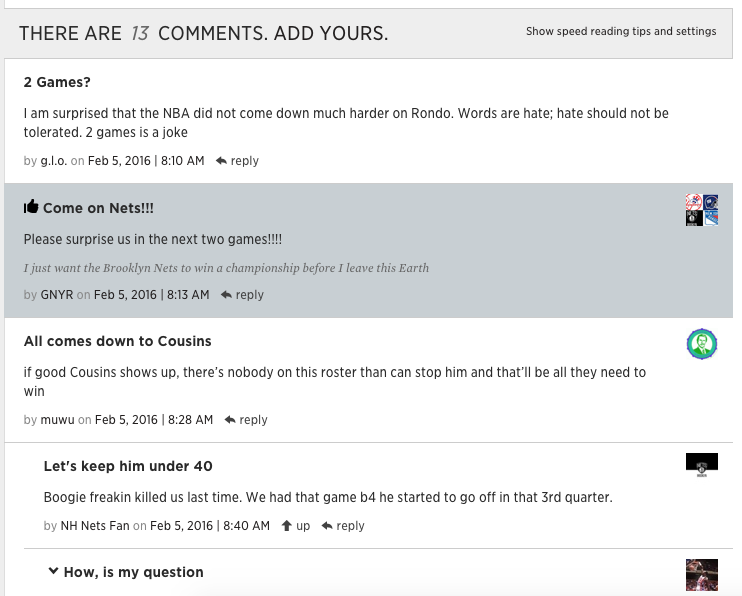 THERE ARE 13 COMMENTS. ADD YOURS.
Show speed reading tips and settings
2 Games?
I am surprised that the NBA did not come down much harder on Rondo. Words are hate; hate should not be
tolerated. 2 games is a joke
by g.l.o. on Feb 5, 2016 | 8:10 AM reply
Come on Nets!!!
Please surprise us in the next two games!!!!
I just want the Brooklyn Nets to win a championship before I leave this Earth
by GNYR on Feb 5, 2016 | 8:13 AM reply
All comes down to Cousins
if good Cousins shows up, there's nobody on this roster than can stop him and that'll be all they need to
win
by muwu on Feb 5, 2016 | 8:28 AM reply
Let's keep him under 40
Boogie freakin killed us last time. We had that game b4 he started to go off in that 3rd quarter.
by NH Nets Fan on Feb 5, 2016 | 8:40 AM up reply
How, is my question